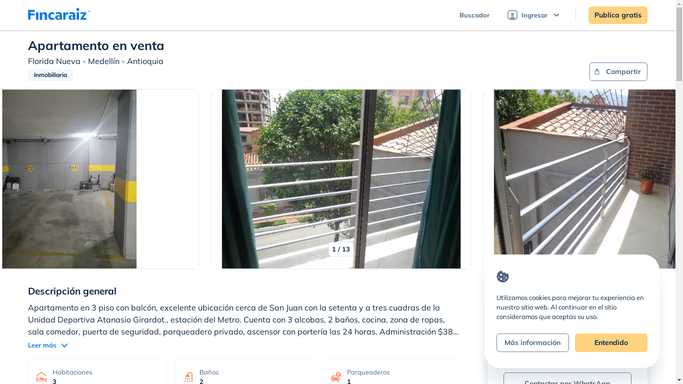 Fincaraiz
Buscador
Ingresar
Publica gratis
Apartamento en venta
Florida Nueva - Medellín - Antioquia
Inmobiliaria
Compartir
1 / 13
Descripción general
Apartamento en 3 piso con balcón, excelente ubicación cerca de San Juan con la setenta y a tres cuadras de la
Unidad Deportiva Atanasio Girardot., estación del Metro. Cuenta con 3 alcobas, 2 baños, cocina, zona de ropas,
sala comedor, puerta de seguridad, parqueadero privado, ascensor con portería las 24 horas. Administración $38...
Leer más
Habitaciones
3
Baños
2
Parqueaderos
1
Utilizamos cookies para mejorar tu experiencia en
nuestro sitio web. Al continuar en el sitio
consideramos que aceptas su uso.
Más información
Entendido
Contactar por WhatsApp